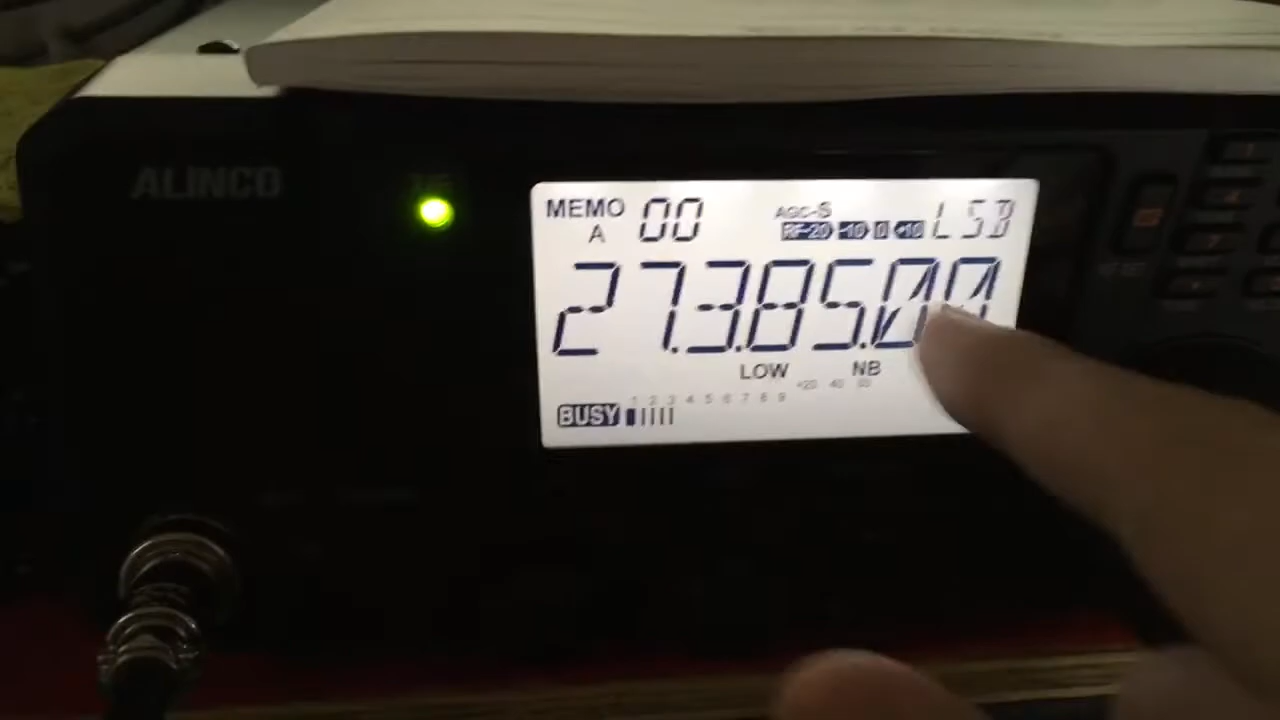 ALINCO
MEMO 00 AGC-S LSB
A RF-20 -10 0 +10
27.385.00
LOW NB
+20 40 60
1 2 3 4 5 6 7 8 9
BUSY